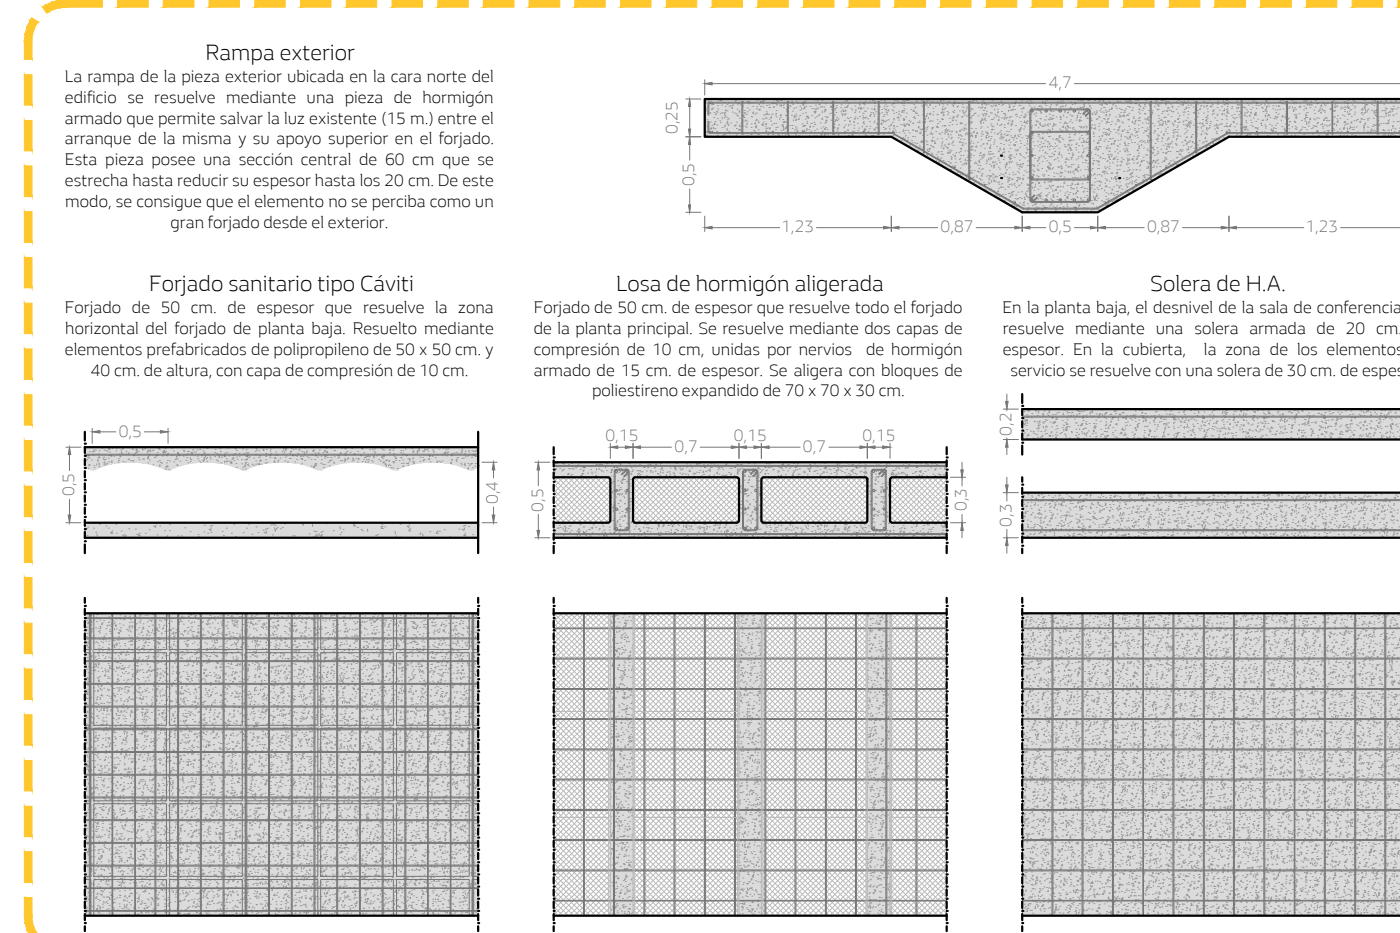 Rampa exterior
La rampa de la pieza exterior ubicada en la cara norte del
edificio se resuelve mediante una pieza de hormigón
armado que permite salvar la luz existente (15 m.) entre el
arranque de la misma y su apoyo superior en el forjado.
Esta pieza posee una sección central de 60 cm que se
estrecha hasta reducir su espesor hasta los 20 cm. De este
modo, se consigue que el elemento no se perciba como un
gran forjado desde el exterior.
4,7
0,25
0,5
1,23
0,87
0,5
0,87
1,23
Forjado sanitario tipo Cáviti
Forjado de 50 cm. de espesor que resuelve la zona
horizontal del forjado de planta baja. Resuelto mediante
elementos prefabricados de polipropileno de 50 x 50 cm. y
40 cm. de altura, con capa de compresión de 10 cm.
0,5
0,5
0,4
Losa de hormigón aligerada
Forjado de 50 cm. de espesor que resuelve todo el forjado
de la planta principal. Se resuelve mediante dos capas de
compresión de 10 cm, unidas por nervios de hormigón
armado de 15 cm. de espesor. Se aligera con bloques de
poliestireno expandido de 70 x 70 x 30 cm.
0,15
0,7
0,15
0,7
0,15
0,5
0,3
Solera de H.A.
En la planta baja, el desnivel de la sala de conferencia
resuelve mediante una solera armada de 20 cm.
espesor. En la cubierta, la zona de los elementos
servicio se resuelve con una solera de 30 cm. de espes
0,2
0,3